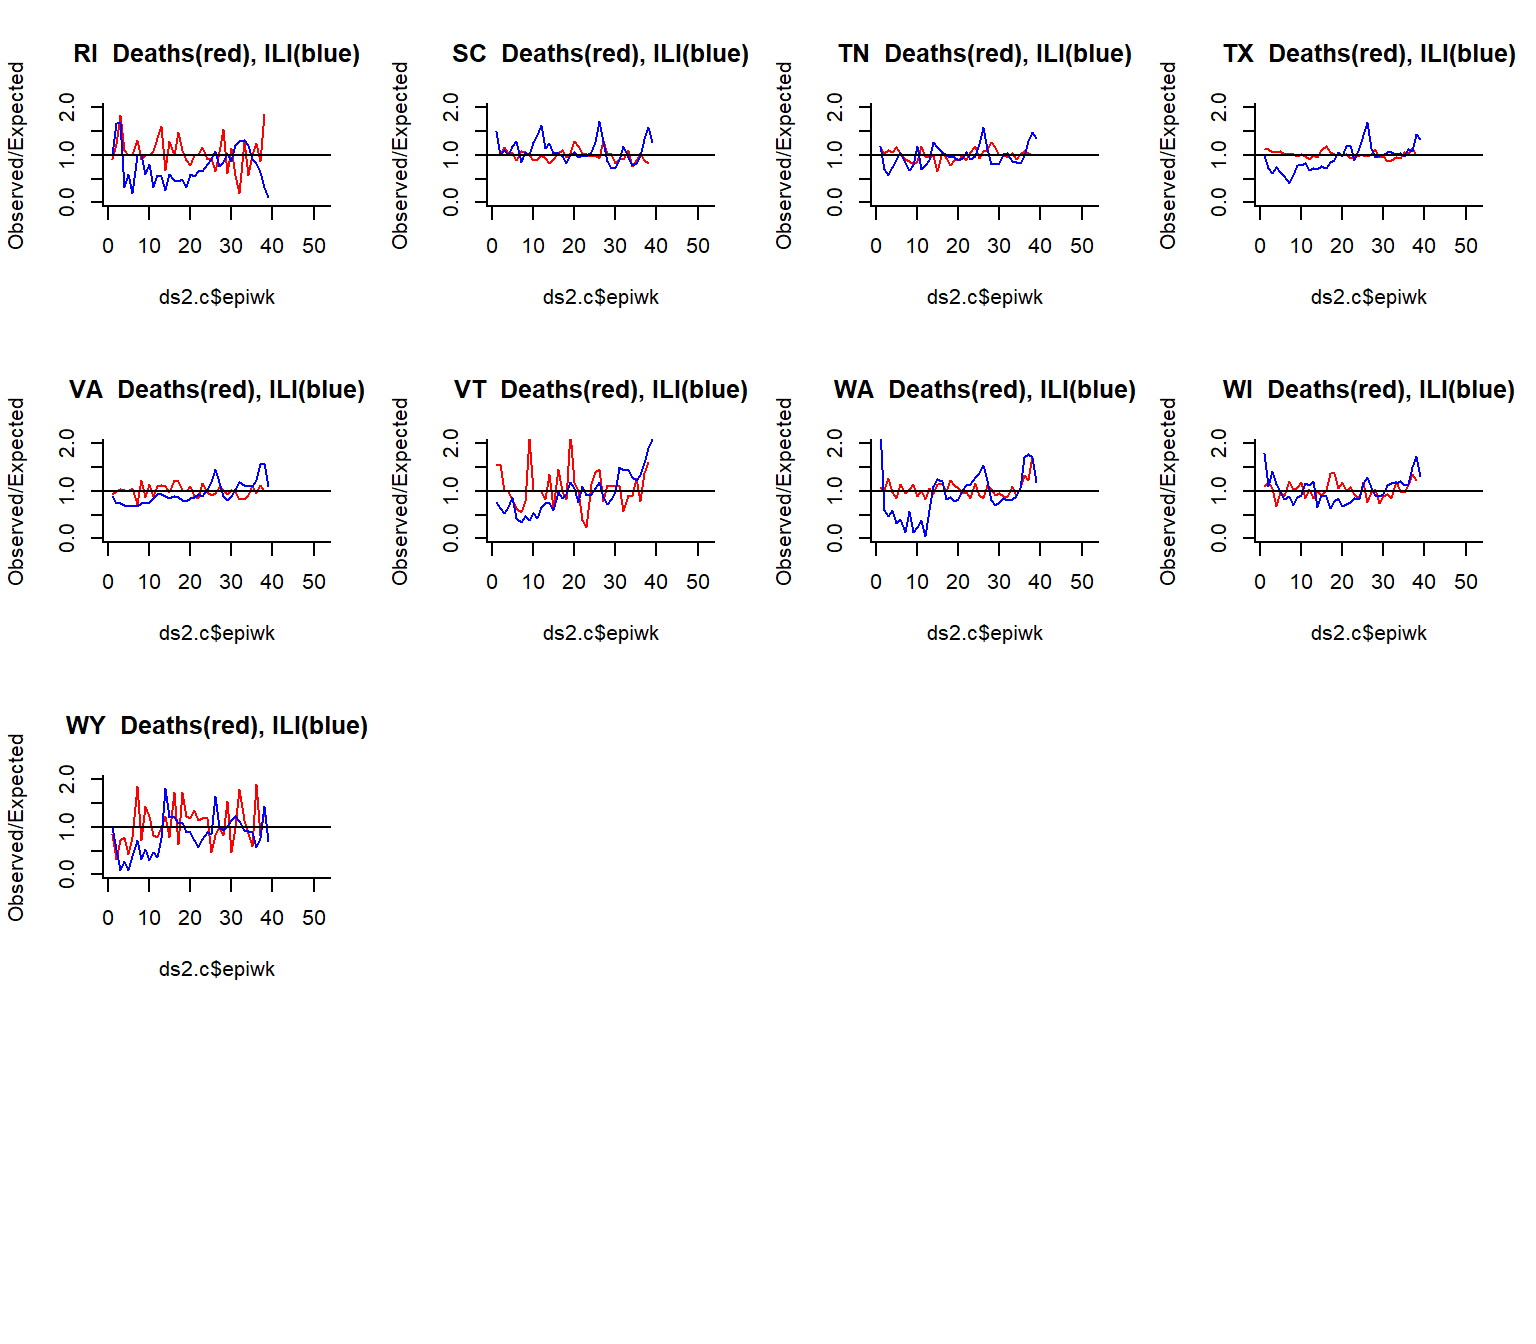 RI Deaths(red), ILI(blue)
Observed/Expected
2.0
1.0
0.0
0 10 20 30 40 50
ds2.c$epiwk
SC Deaths(red), ILI(blue)
Observed/Expected
2.0
1.0
0.0
0 10 20 30 40 50
ds2.c$epiwk
TN Deaths(red), ILI(blue)
Observed/Expected
2.0
1.0
0.0
0 10 20 30 40 50
ds2.c$epiwk
TX Deaths(red), ILI(blue)
Observed/Expected
2.0
1.0
0.0
0 10 20 30 40 50
ds2.c$epiwk
VA Deaths(red), ILI(blue)
Observed/Expected
2.0
1.0
0.0
0 10 20 30 40 50
ds2.c$epiwk
VT Deaths(red), ILI(blue)
Observed/Expected
2.0
1.0
0.0
0 10 20 30 40 50
ds2.c$epiwk
WA Deaths(red), ILI(blue)
Observed/Expected
2.0
1.0
0.0
0 10 20 30 40 50
ds2.c$epiwk
WI Deaths(red), ILI(blue)
Observed/Expected
2.0
1.0
0.0
0 10 20 30 40 50
ds2.c$epiwk
WY Deaths(red), ILI(blue)
Observed/Expected
2.0
1.0
0.0
0 10 20 30 40 50
ds2.c$epiwk